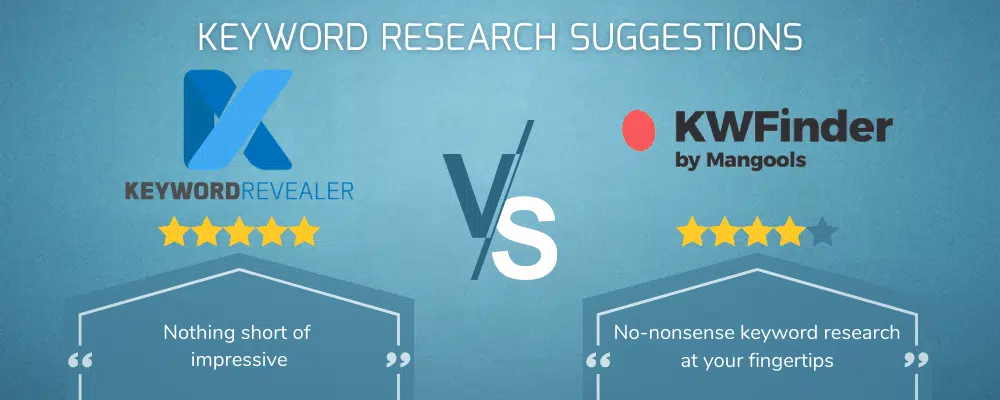 KEYWORD RESEARCH SUGGESTIONS
KEYWORDREVEALER
VS
KWFinder
by Mangools
“ Nothing short of
impressive ”
“ No-nonsense keyword research
at your fingertips ”